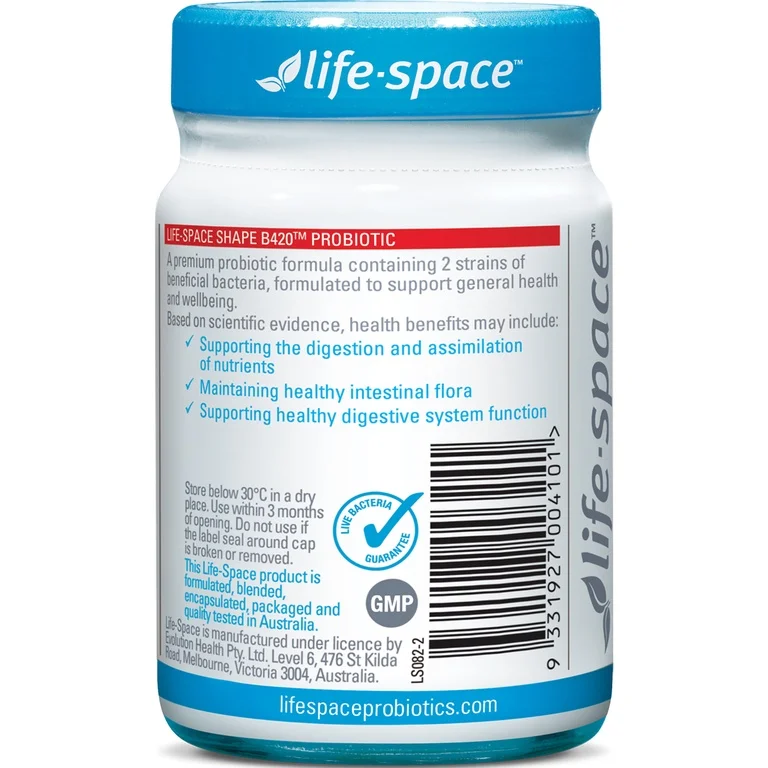 life·space™
LIFE-SPACE SHAPE B420™ PROBIOTIC
A premium probiotic formula containing 2 strains of
beneficial bacteria, formulated to support general health
and wellbeing.
Based on scientific evidence, health benefits may include:
✓ Supporting the digestion and assimilation
of nutrients
✓ Maintaining healthy intestinal flora
✓ Supporting healthy digestive system function
Store below 30°C in a dry
place. Use within 3 months
of opening. Do not use if
the label seal around cap
is broken or removed.
This Life-Space product is
formulated, blended,
encapsulated, packaged and
quality tested in Australia.
Life-Space is manufactured under licence by
Evolution Health Pty. Ltd. Level 6, 476 St Kilda
Road, Melbourne, Victoria 3004, Australia.
LIVE BACTERIA
GUARANTEE
GMP
LS082-2
9 331927 004101 >
life·space™
lifespaceprobiotics.com